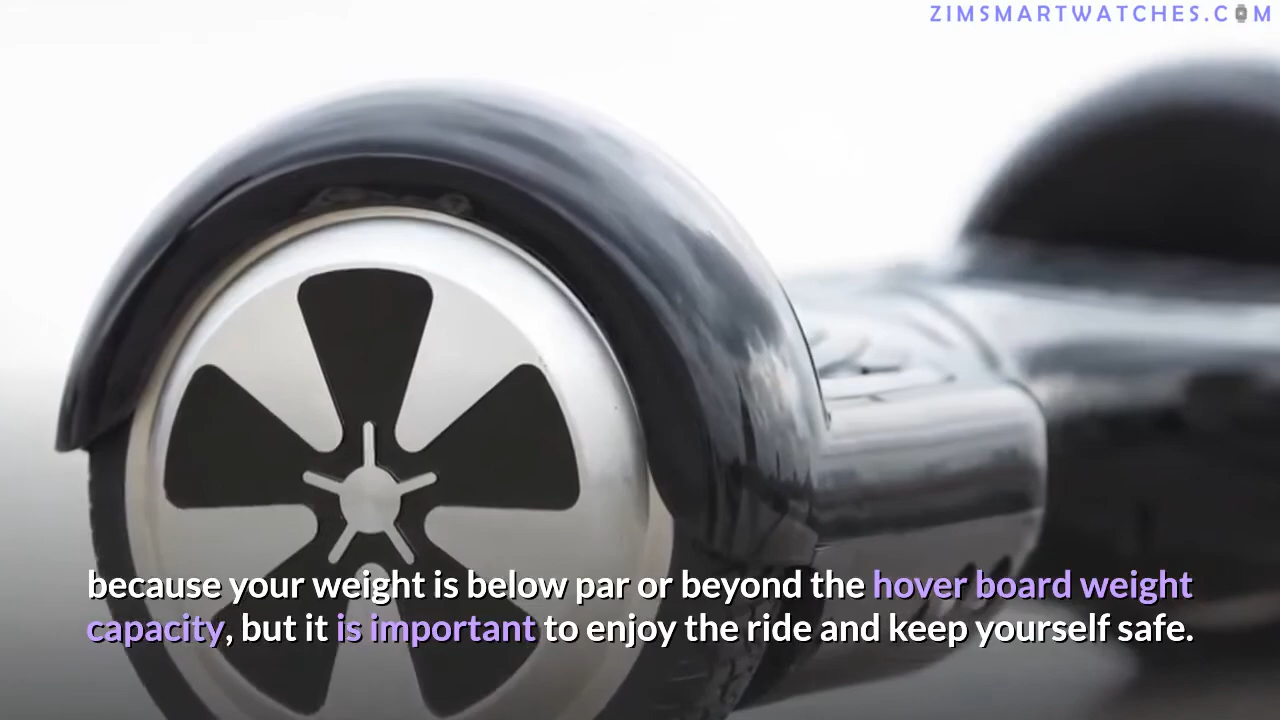 ZIMSMARTWATCHES.COM
because your weight is below par or beyond the hover board weight
capacity, but it is important to enjoy the ride and keep yourself safe.